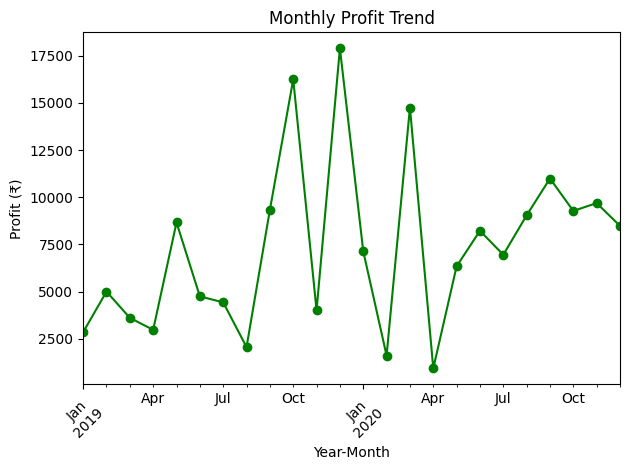 Monthly Profit Trend
Profit (₹)
17500
15000
12500
10000
7500
5000
2500
Jan
2019
Apr
Jul
Oct
Jan
2020
Apr
Jul
Oct
Year-Month